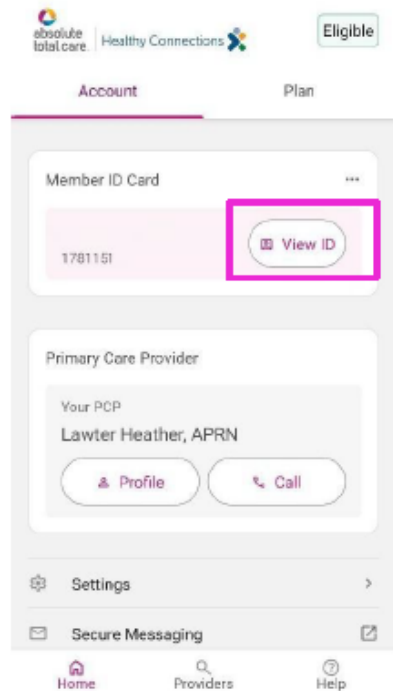 absolute total care. Healthy Connections Eligible
Account Plan
Member ID Card ...
1781151 View ID
Primary Care Provider
Your PCP
Lawter Heather, APRN
Profile Call
Settings
Secure Messaging
Home Providers Help